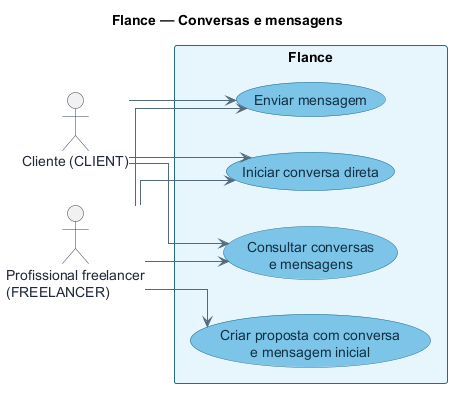 Flance — Conversas e mensagens
Flance
Enviar mensagem
Cliente (CLIENT)
Iniciar conversa direta
Consultar conversas
e mensagens
Profissional freelancer
(FREELANCER)
Criar proposta com conversa
e mensagem inicial